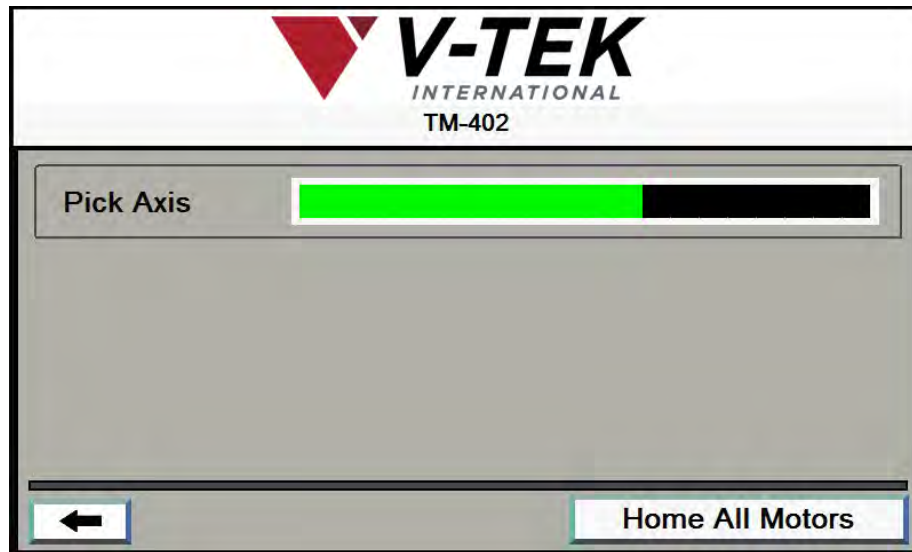 V-TEK
INTERNATIONAL
TM-402
Pick Axis
Home All Motors